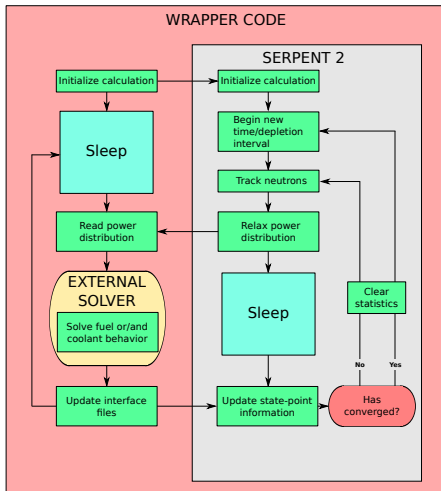 WRAPPER CODE
SERPENT 2
Initialize calculation
Initialize calculation
Sleep
Begin new
time/depletion
interval
Track neutrons
Read power
distribution
Relax power
distribution
EXTERNAL
SOLVER
Solve fuel or/and
coolant behavior
Sleep
Clear
statistics
No
Yes
Update interface
files
Update state-point
information
Has
converged?